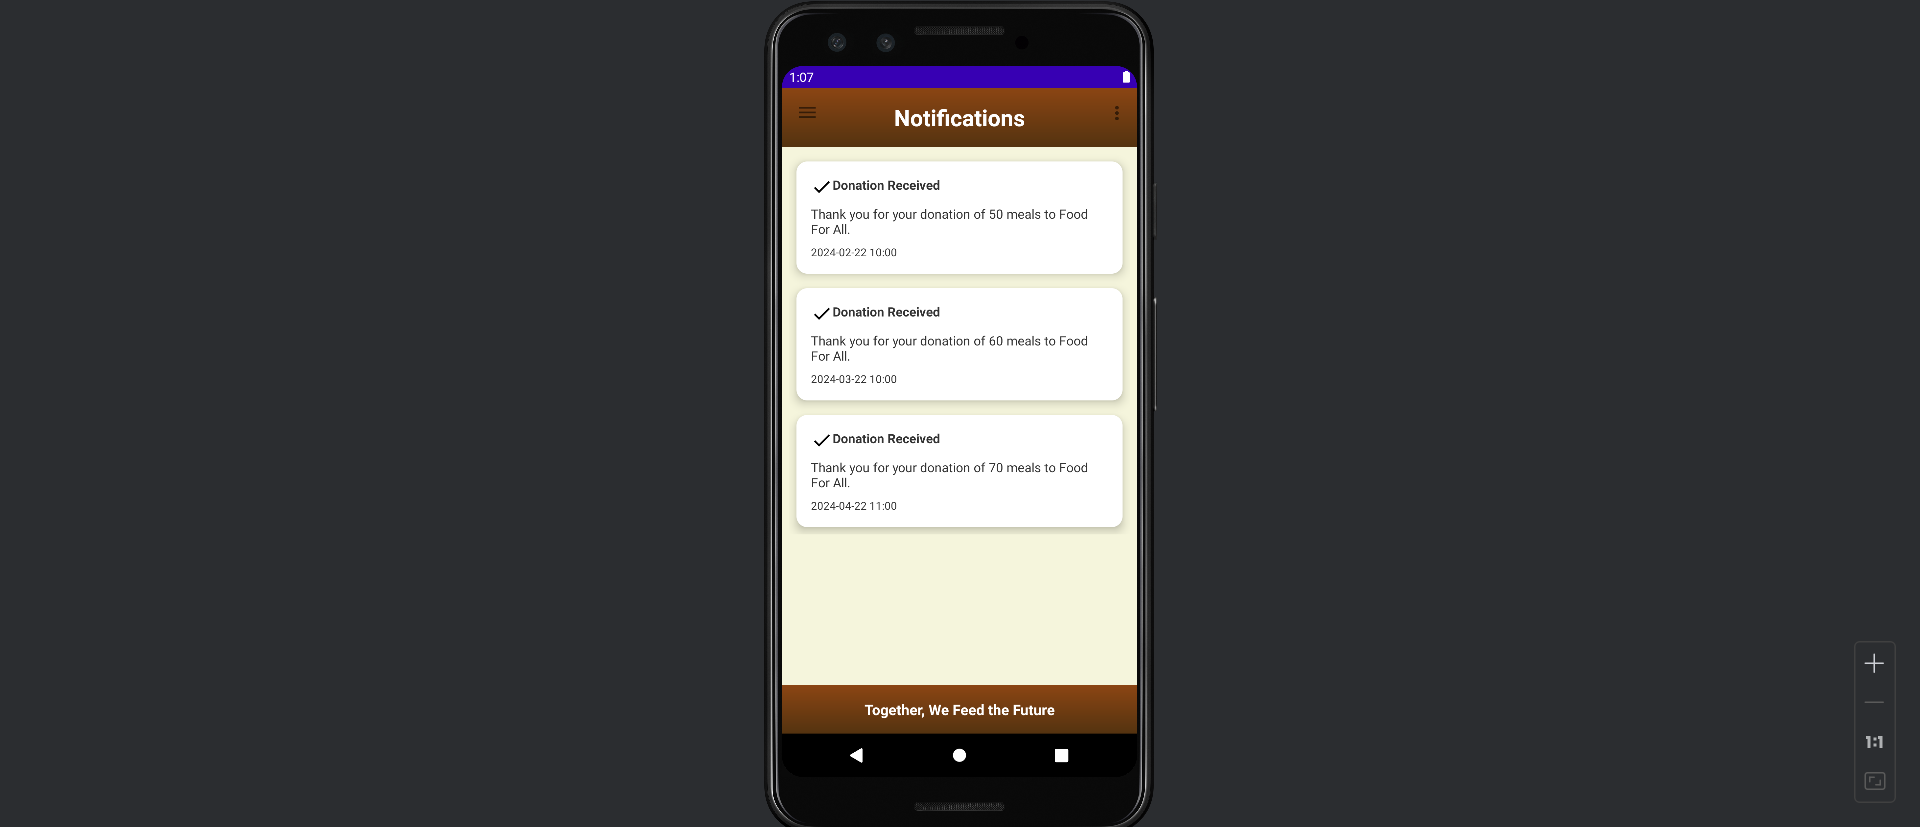 1:07
Notifications
Donation Received
Thank you for your donation of 50 meals to Food
For All.
2024-02-22 10:00
Donation Received
Thank you for your donation of 60 meals to Food
For All.
2024-03-22 10:00
Donation Received
Thank you for your donation of 70 meals to Food
For All.
2024-04-22 11:00
Together, We Feed the Future
1:1